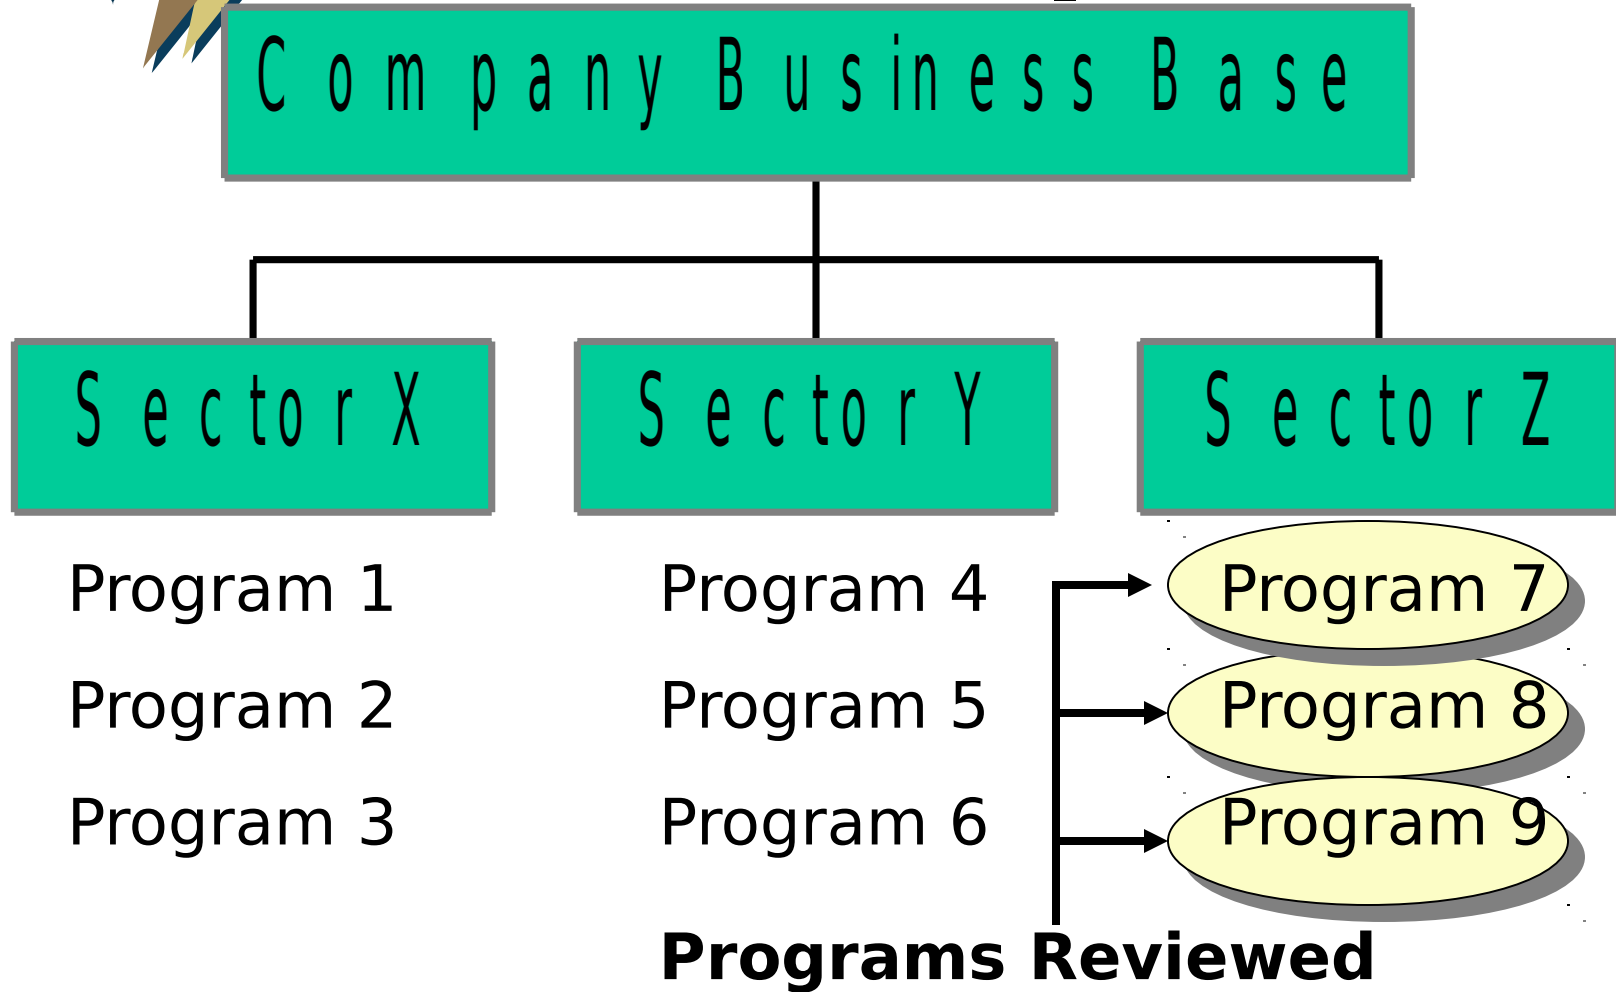 Company Business Base
Sector X
Sector Y
Sector Z
Program 1
Program 4
Program 7
Program 2
Program 5
Program 8
Program 3
Program 6
Program 9
Programs Reviewed